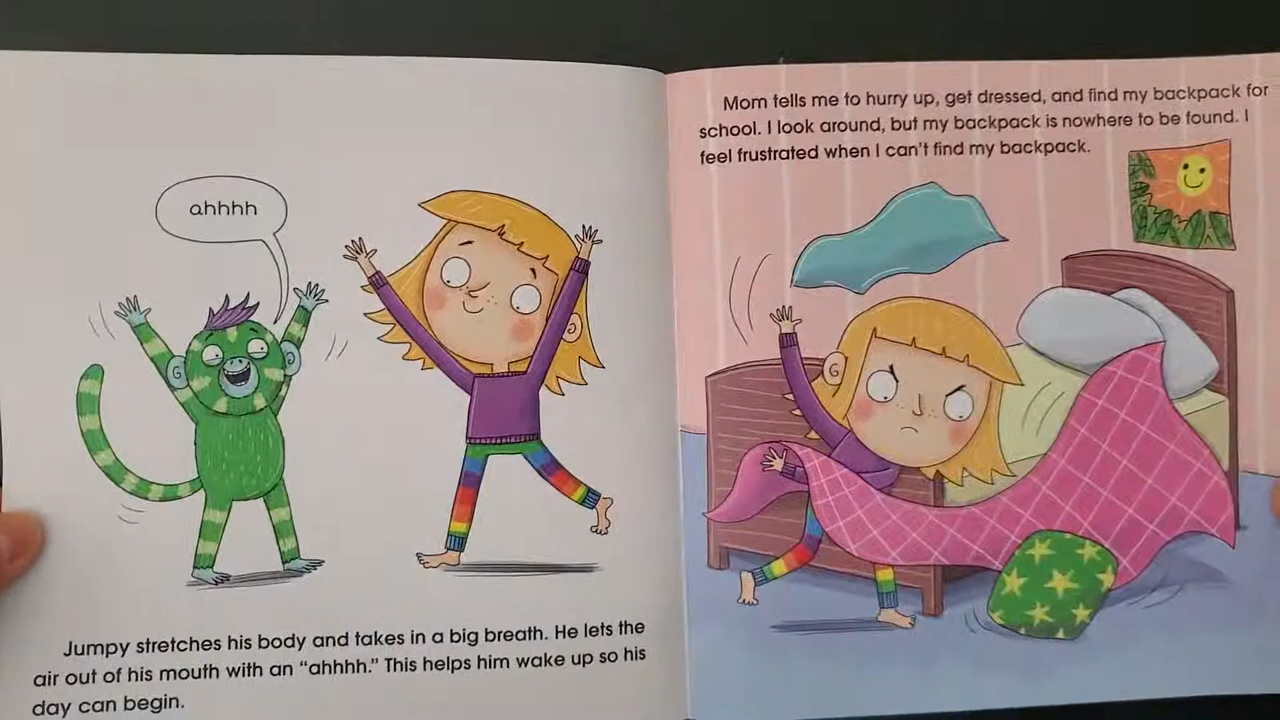 ahhhh
Jumpy stretches his body and takes in a big breath. He lets the
air out of his mouth with an “ahhhh.” This helps him wake up so his
day can begin.
Mom tells me to hurry up, get dressed, and find my backpack for
school. I look around, but my backpack is nowhere to be found. I
feel frustrated when I can’t find my backpack.